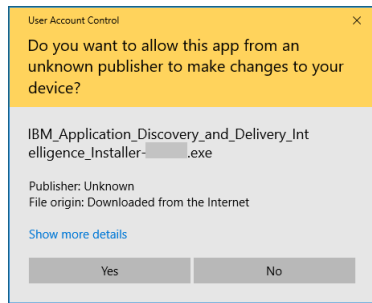 User Account Control
Do you want to allow this app from an
unknown publisher to make changes to your
device?
IBM_Application_Discovery_and_Delivery_Int
elligence_Installer- .exe
Publisher: Unknown
File origin: Downloaded from the Internet
Show more details
Yes
No